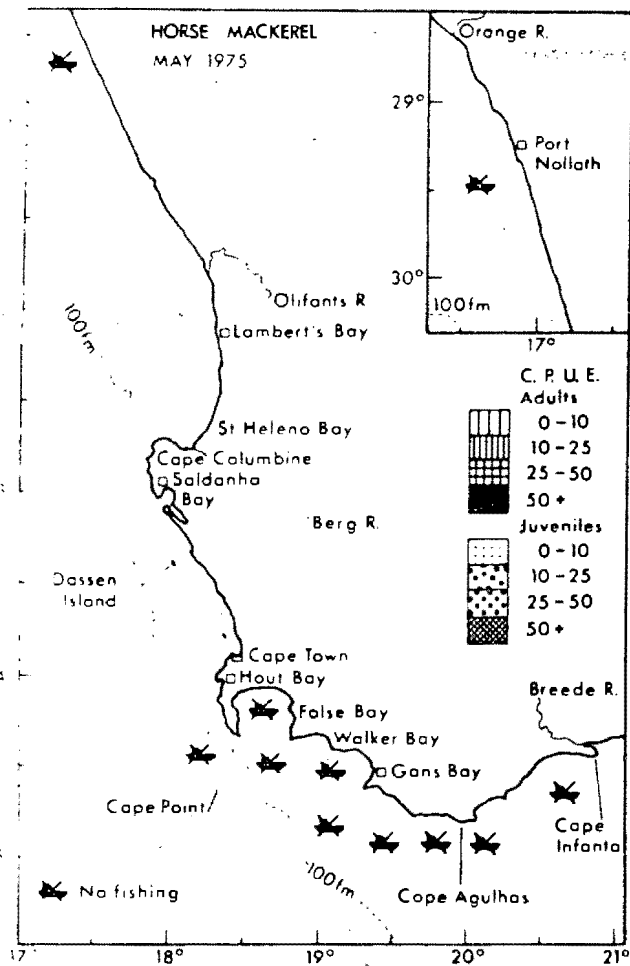 HORSE MACKEREL
MAY 1975
Orange R.
29°
Port
Nollath
30°
100fm
17°
Olifants R
Lambert's Bay
100fm
C. P. U. E.
Adults
0-10
10-25
25-50
50+
Juveniles
0-10
10-25
25-50
50+
St Heleno Bay
Cape Columbine
Saldanha
Bay
Berg R.
Dassen
Island
Cape Town
Hout Bay
Breede R.
False Bay
Walker Bay
Gans Bay
Cape Point
Cape
Infanta
100fm
Cope Agulhas
No fishing
17°
18°
19°
20°
21°